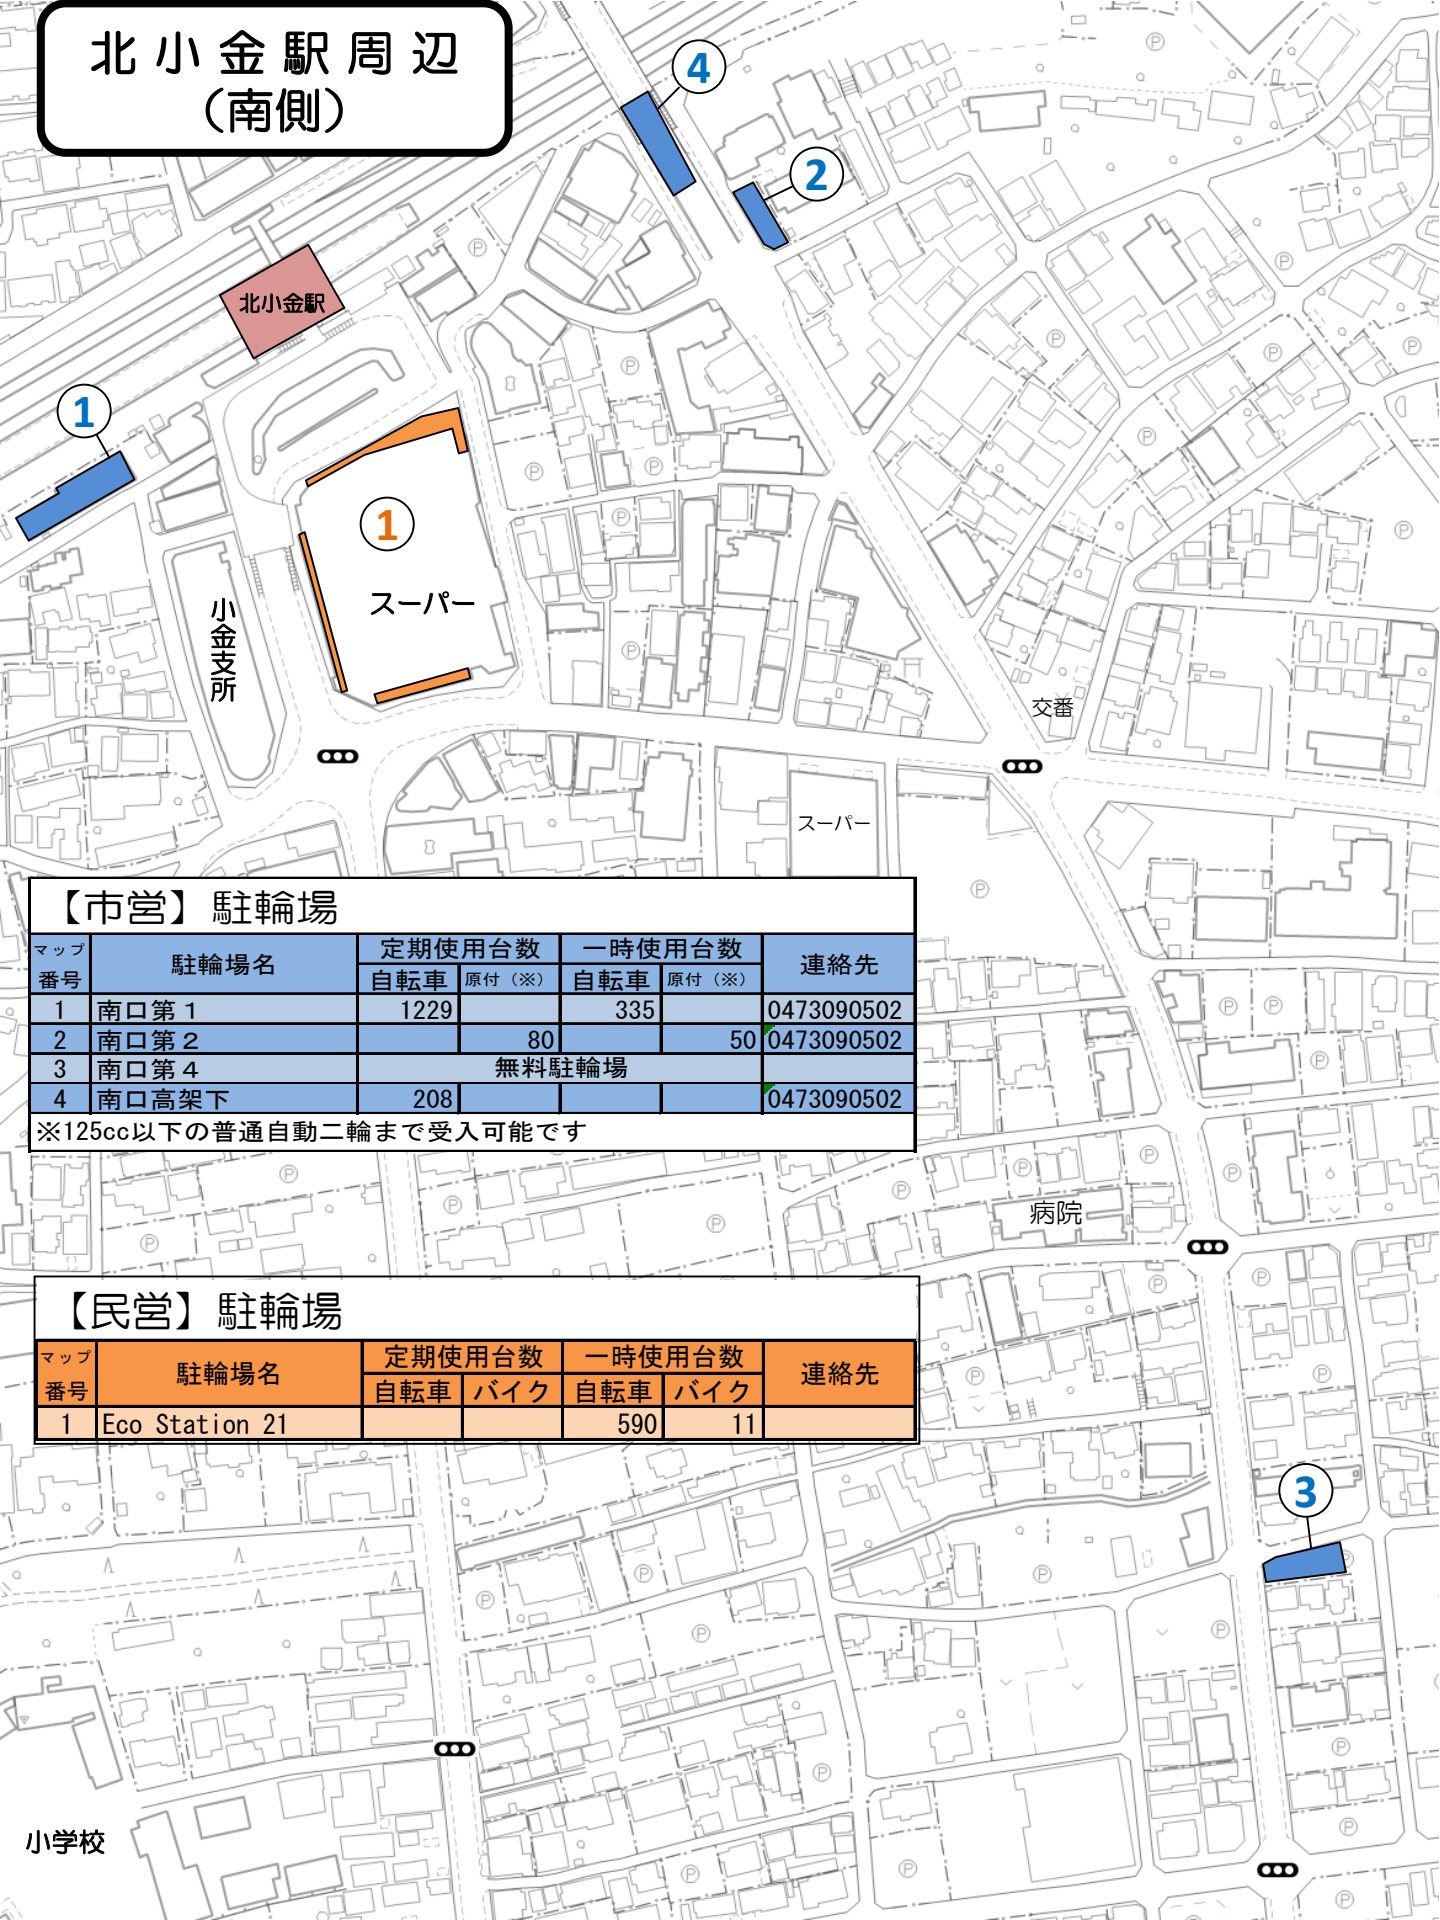 北小金駅周辺
（南側）
4
2
北小金駅
1
1
スーパー
小金支所
交番
スーパー
【市営】駐輪場
マップ番号 駐輪場名 定期使用台数 一時使用台数 連絡先
自転車 原付（※） 自転車 原付（※）
1 南口第１ 1229 335 0473090502
2 南口第２ 80 50 0473090502
3 南口第４ 無料駐輪場
4 南口高架下 208 0473090502
※125cc以下の普通自動二輪まで受入可能です
病院
【民営】駐輪場
マップ番号 駐輪場名 定期使用台数 一時使用台数 連絡先
自転車 バイク 自転車 バイク
1 Eco Station 21 590 11
3
小学校